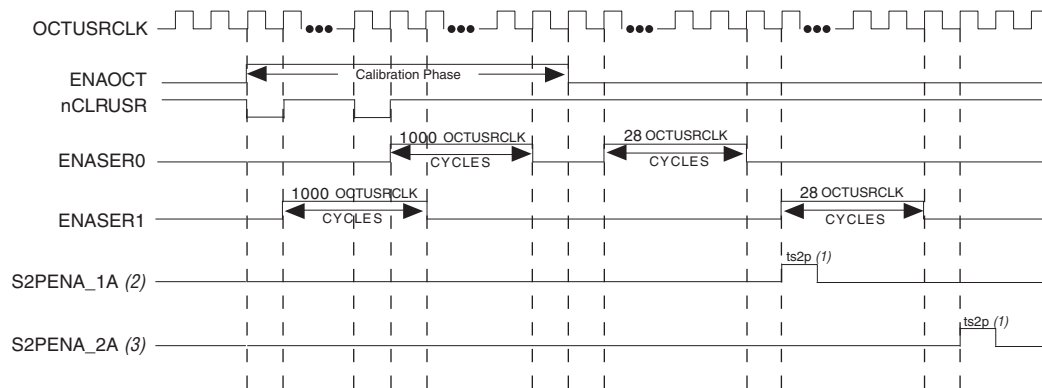 OCTUSRCLK
ENAOCT
Calibration Phase
nCLRUSR
1000 OCTUSRCLK
28 OCTUSRCLK
ENASER0
CYCLES
CYCLES
1000 OCTUSRCLK
28 OCTUSRCLK
ENASER1
CYCLES
CYCLES
ts2p (1)
S2PENA_1A (2)
ts2p (1)
S2PENA_2A (3)